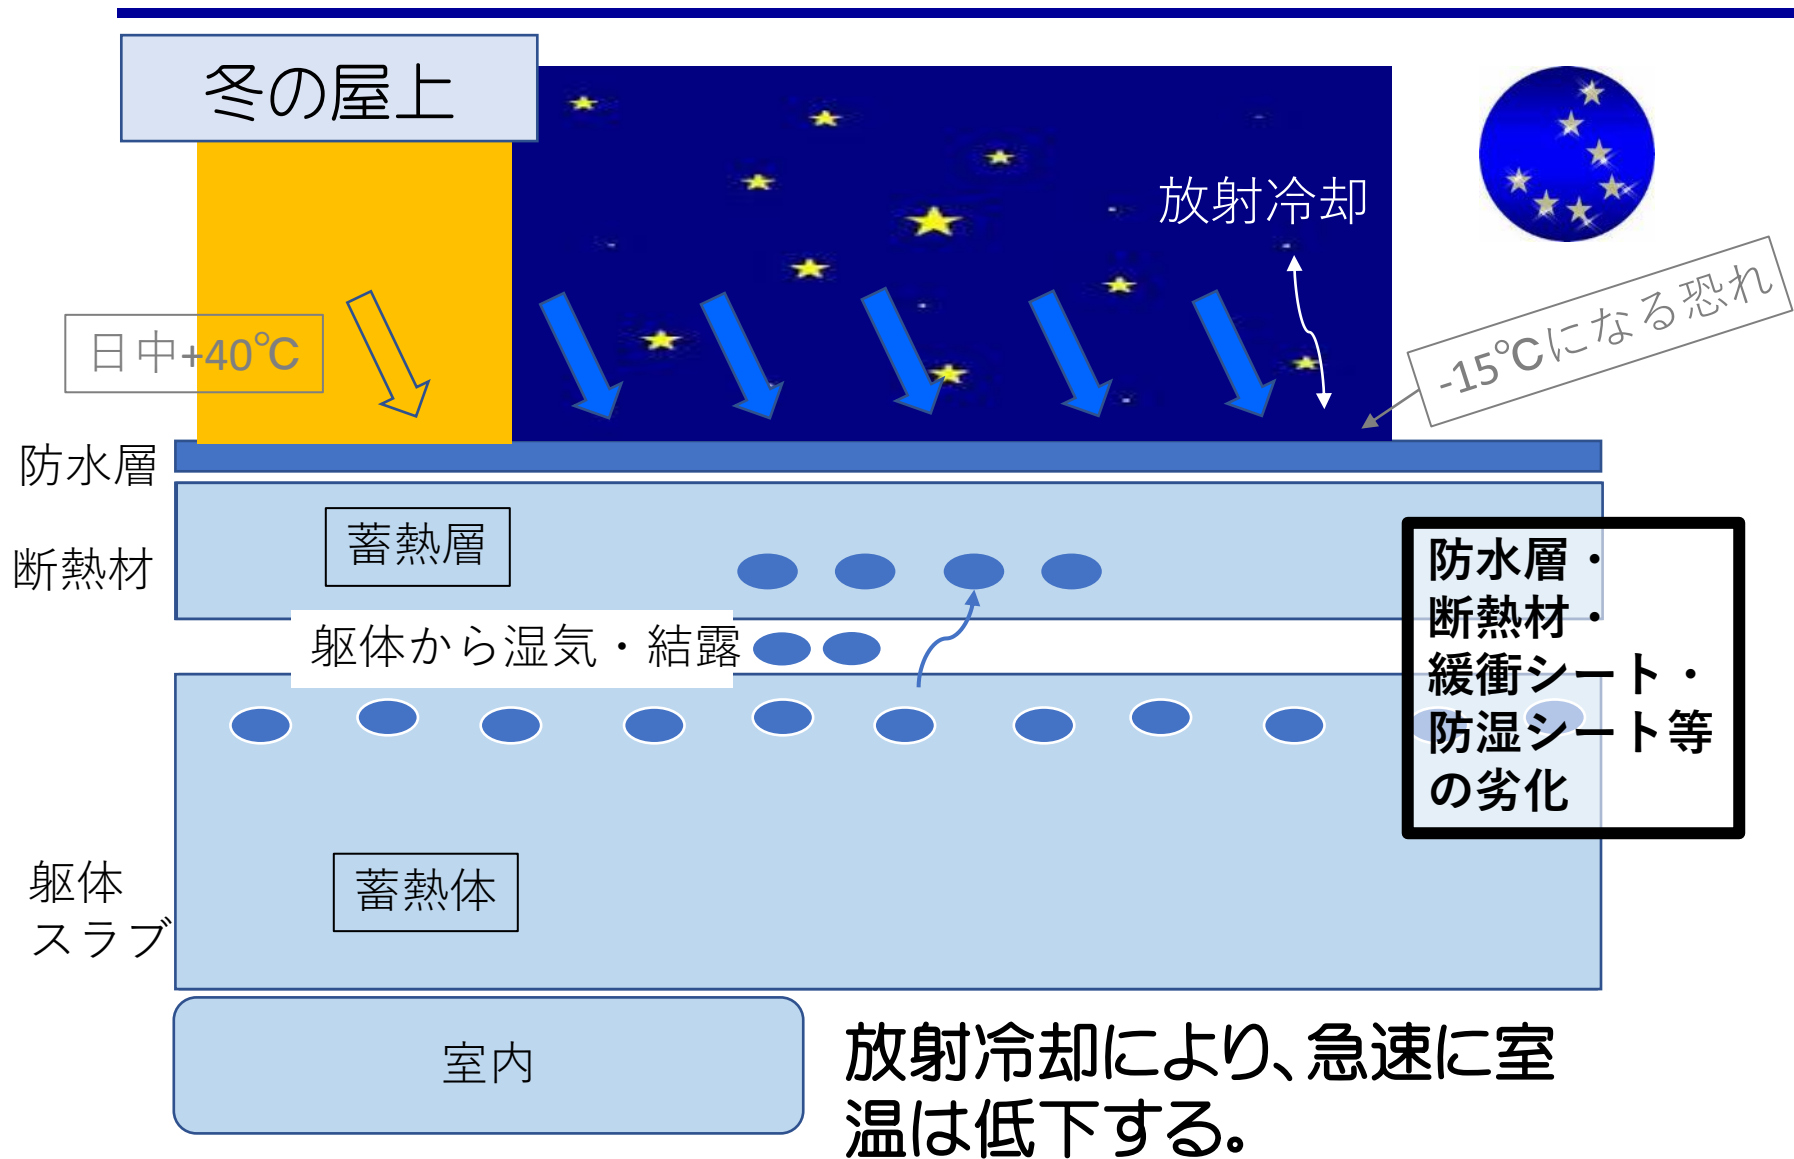 冬の屋上
放射冷却
日中+40℃
-15℃になる恐れ
防水層
断熱材
蓄熱層
躯体から湿気・結露
防水層・
断熱材・
緩衝シート・
防湿シート等
の劣化
躯体
スラブ
蓄熱体
室内
放射冷却により、急速に室
温は低下する。